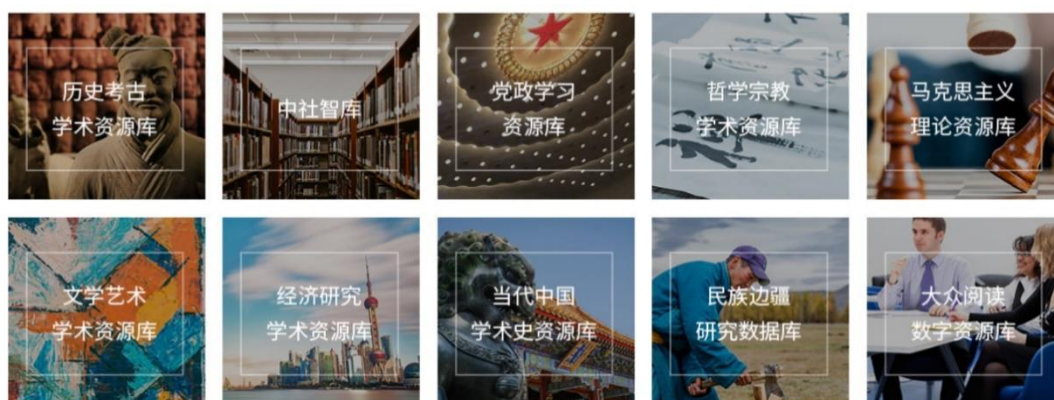 历史考古
学术资源库
中社智库
党政学习
资源库
哲学宗教
学术资源库
马克思主义
理论资源库
文学艺术
学术资源库
经济研究
学术资源库
当代中国
学术史资源库
民族边疆
研究数据库
大众阅读
数字资源库